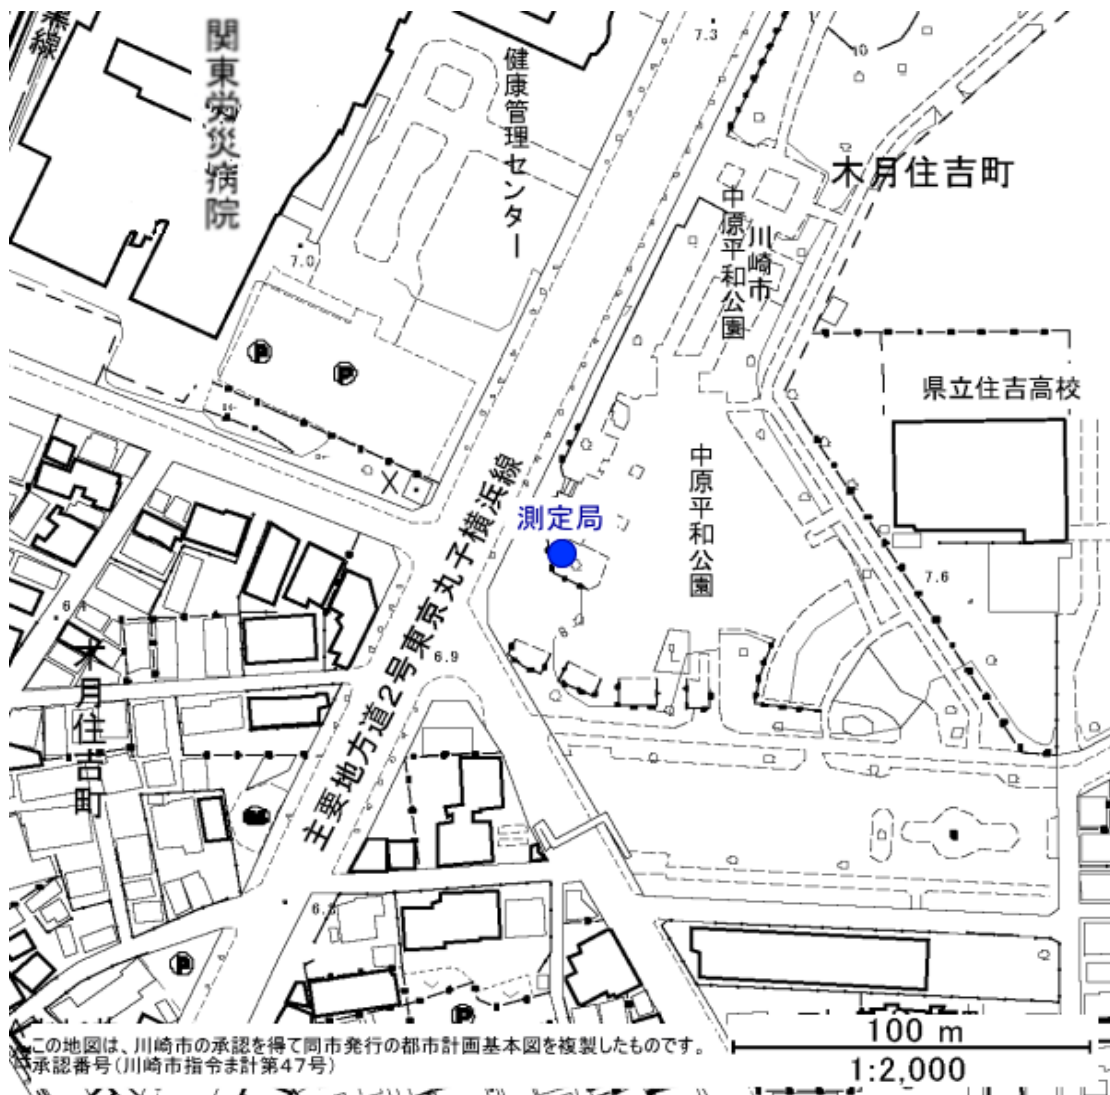 業線
関東労災病院
健康管理センター
7.3
10
木月住吉町
川崎市
中原平和公園
7.0
P
P
県立住吉高校
主要地方道2号東京丸子横浜線
測定局
中原平和公園
7.6
6.9
木月住吉町
P
P
この地図は、川崎市の承認を得て同市発行の都市計画基本図を複製したものです。
承認番号(川崎市指令ま計第47号)
100 m
1:2,000